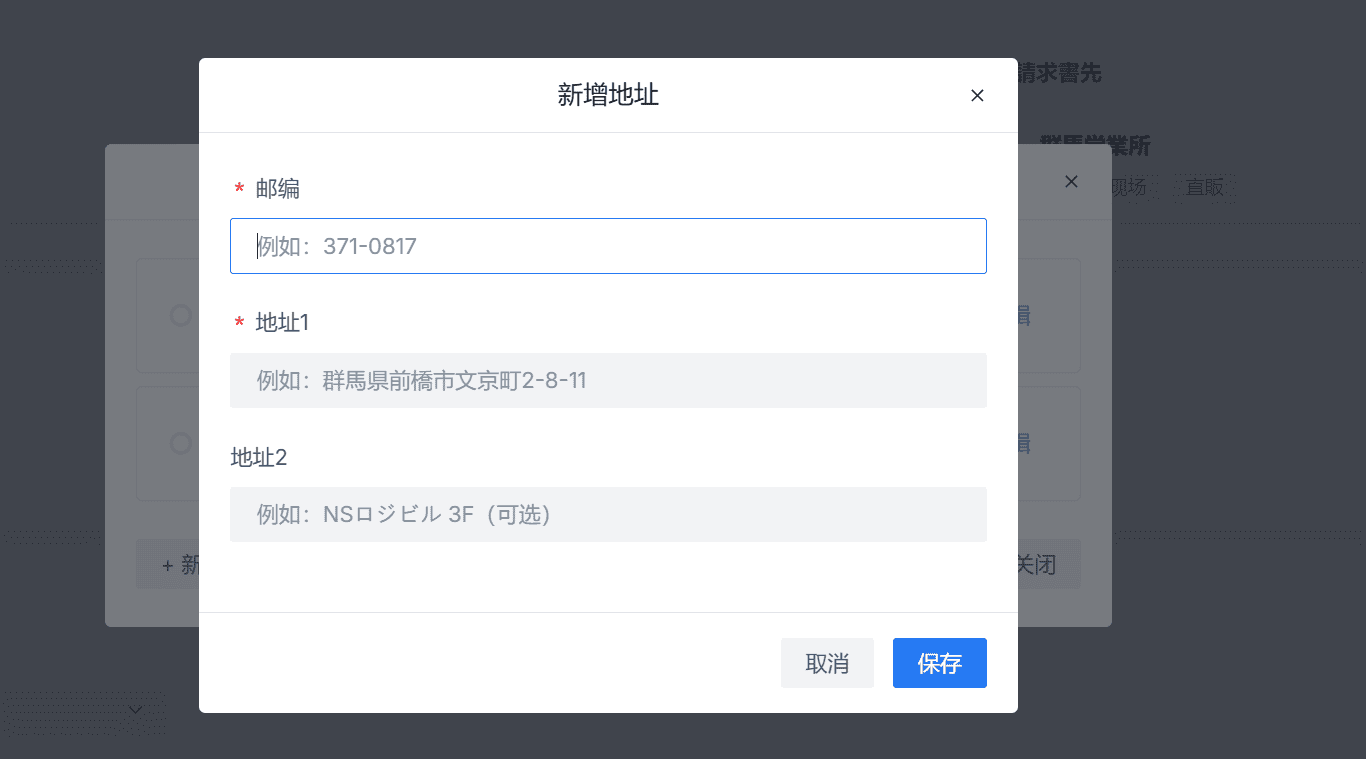 請求書先
新增地址
群馬営業所
现场
直販
* 邮编
例如：371-0817
* 地址1
例如：群馬県前橋市文京町2-8-11
辑
地址2
辑
例如：NSロジビル 3F（可选）
+ 新
关闭
取消
保存